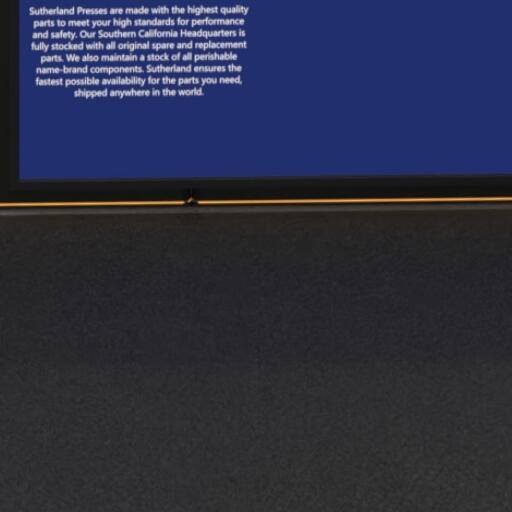 Sutherland Presses are made with the highest quality
parts to meet your high standards for performance
and safety. Our Southern California Headquarters is
fully stocked with all original spare and replacement
parts. We also maintain a stock of all perishable
name-brand components. Sutherland ensures the
fastest possible availability for the parts you need,
shipped anywhere in the world.